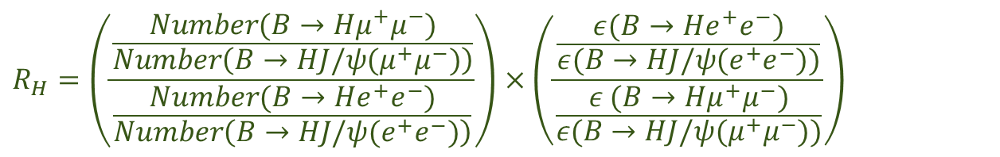 R_H = ( ( Number(B → Hμ⁺μ⁻) / Number(B → HJ/ψ(μ⁺μ⁻)) ) / ( Number(B → He⁺e⁻) / Number(B → HJ/ψ(e⁺e⁻)) ) ) × ( ( ϵ(B → He⁺e⁻) / ϵ(B → HJ/ψ(e⁺e⁻)) ) / ( ϵ (B → Hμ⁺μ⁻) / ϵ(B → HJ/ψ(μ⁺μ⁻)) ) )